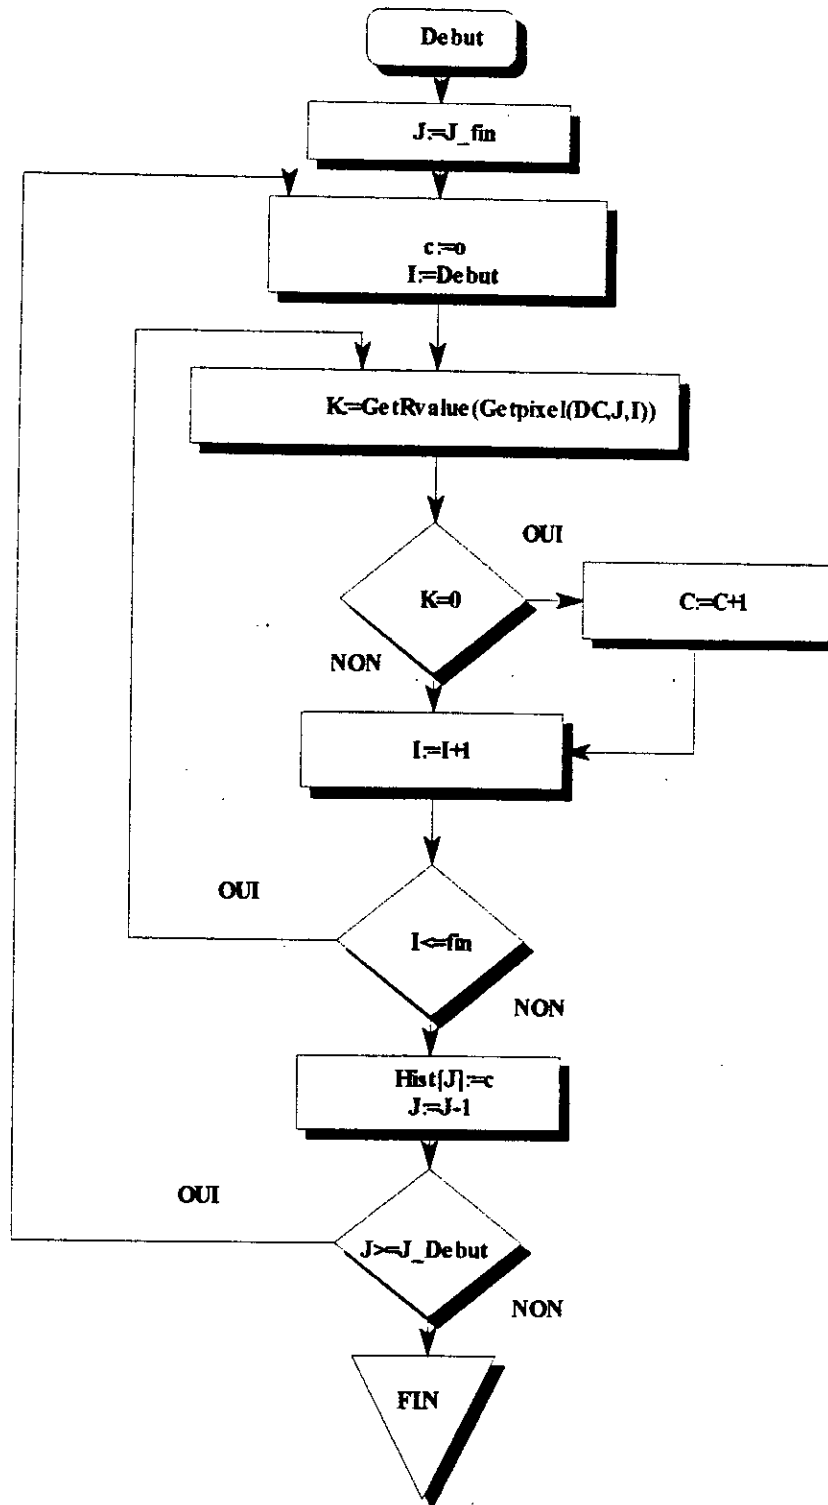 Debut
J:=J_fin
c:=o
I:=Debut
K:=GetRvalue(Getpixel(DC,J,I))
OUI
K=0
C:=C+1
NON
I:=I+1
OUI
I<=fin
NON
Hist[J]:=c
J:=J-1
OUI
J>=J_Debut
NON
FIN